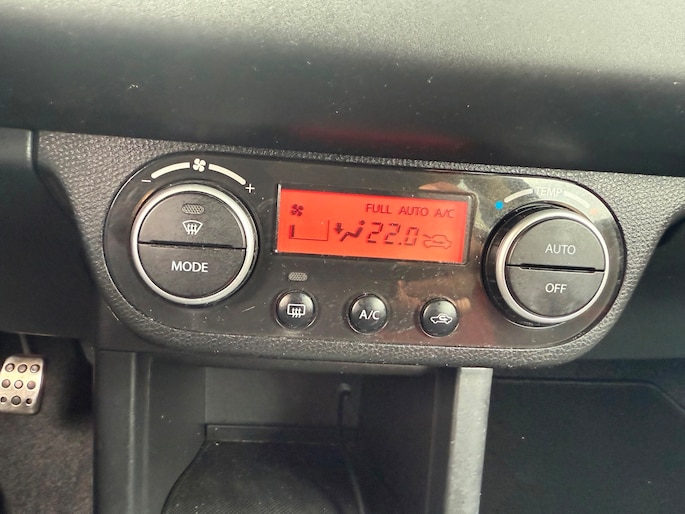 - +
FULL AUTO A/C
22.0
MODE
TEMP
AUTO
OFF
A/C